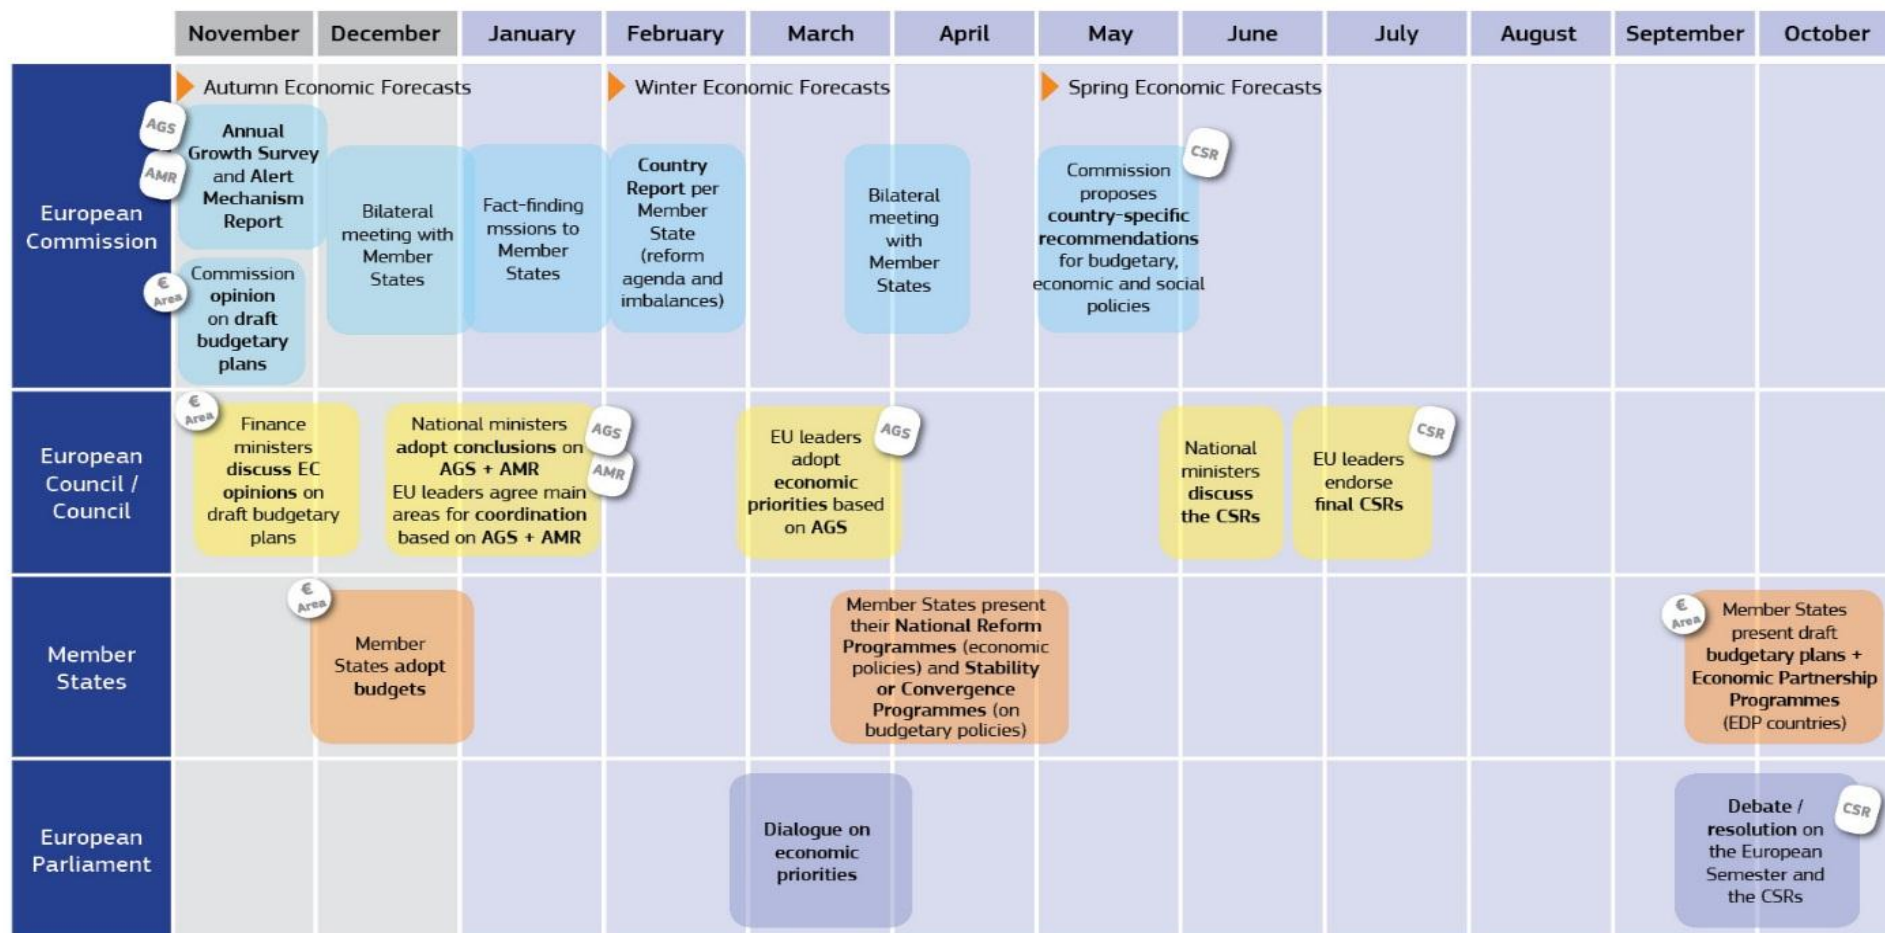 November December January February March April May June July August September October
Autumn Economic Forecasts
Winter Economic Forecasts
Spring Economic Forecasts
European
Commission
AGS
AMR
Annual
Growth Survey
and Alert
Mechanism
Report
€
Area
Commission
opinion
on draft
budgetary
plans
Bilateral
meeting with
Member
States
Fact-finding
mssions to
Member
States
Country
Report per
Member
State
(reform
agenda and
imbalances)
Bilateral
meeting
with
Member
States
CSR
Commission
proposes
country-specific
recommendations
for budgetary,
economic and social
policies
European
Council /
Council
€
Area
Finance
ministers
discuss EC
opinions on
draft budgetary
plans
National ministers
adopt conclusions on
AGS + AMR
EU leaders agree main
areas for coordination
based on AGS + AMR
AGS
AMR
EU leaders
adopt
economic
priorities based
on AGS
AGS
National
ministers
discuss
the CSRs
EU leaders
endorse
final CSRs
CSR
Member
States
€
Area
Member
States adopt
budgets
Member States present
their National Reform
Programmes (economic
policies) and Stability
or Convergence
Programmes (on
budgetary policies)
€
Area
Member States
present draft
budgetary plans +
Economic Partnership
Programmes
(EDP countries)
European
Parliament
Dialogue on
economic
priorities
Debate /
resolution on
the European
Semester and
the CSRs
CSR